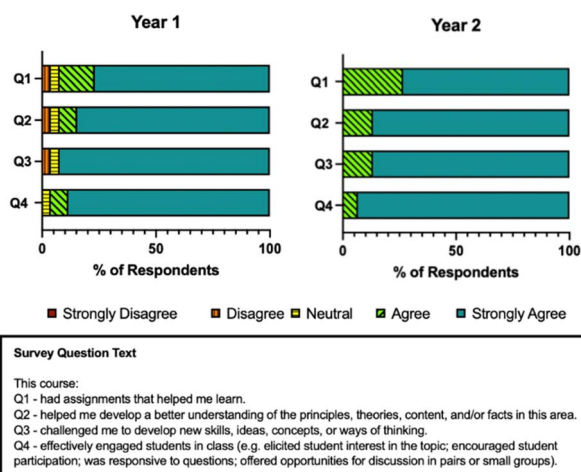 Year 1
Year 2
Q1
Q2
Q3
Q4
0
50
100
% of Respondents
Q1
Q2
Q3
Q4
0
50
100
% of Respondents
Strongly Disagree
Disagree
Neutral
Agree
Strongly Agree
Survey Question Text
This course:
Q1 - had assignments that helped me learn.
Q2 - helped me develop a better understanding of the principles, theories, content, and/or facts in this area.
Q3 - challenged me to develop new skills, ideas, concepts, or ways of thinking.
Q4 - effectively engaged students in class (e.g. elicited student interest in the topic; encouraged student
participation; was responsive to questions; offered opportunities for discussion in pairs or small groups).